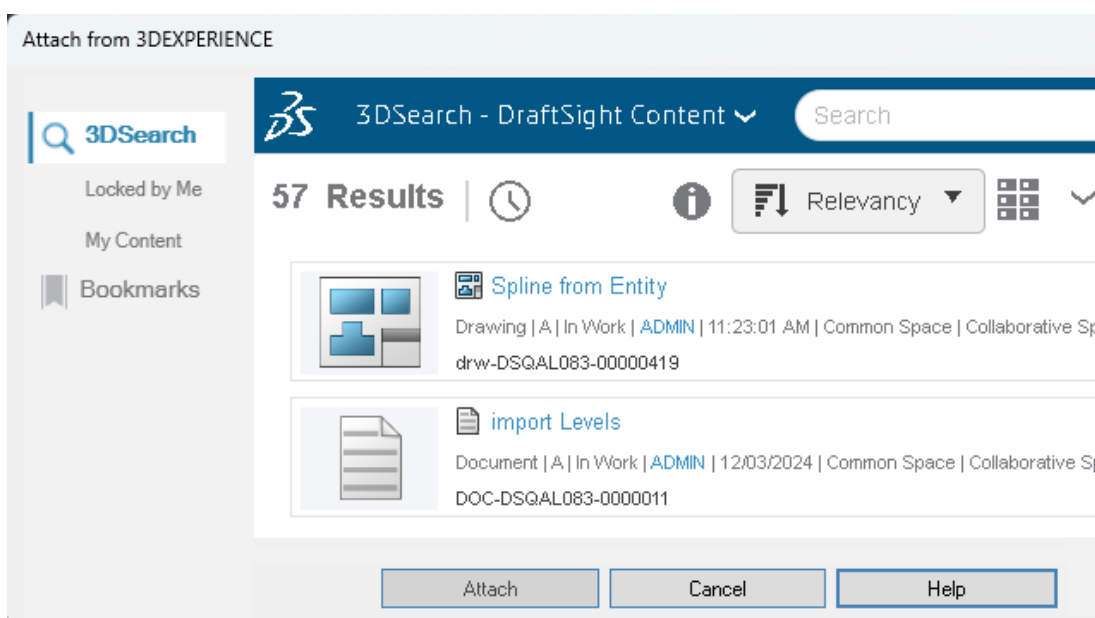 Attach from 3DEXPERIENCE
3DSearch
Locked by Me
My Content
Bookmarks
3DSearch - DraftSight Content
Search
57 Results
Relevancy
Spline from Entity
Drawing | A | In Work | ADMIN | 11:23:01 AM | Common Space | Collaborative Sp
drw-DSQAL083-00000419
import Levels
Document | A | In Work | ADMIN | 12/03/2024 | Common Space | Collaborative Sp
DOC-DSQAL083-0000011
Attach
Cancel
Help